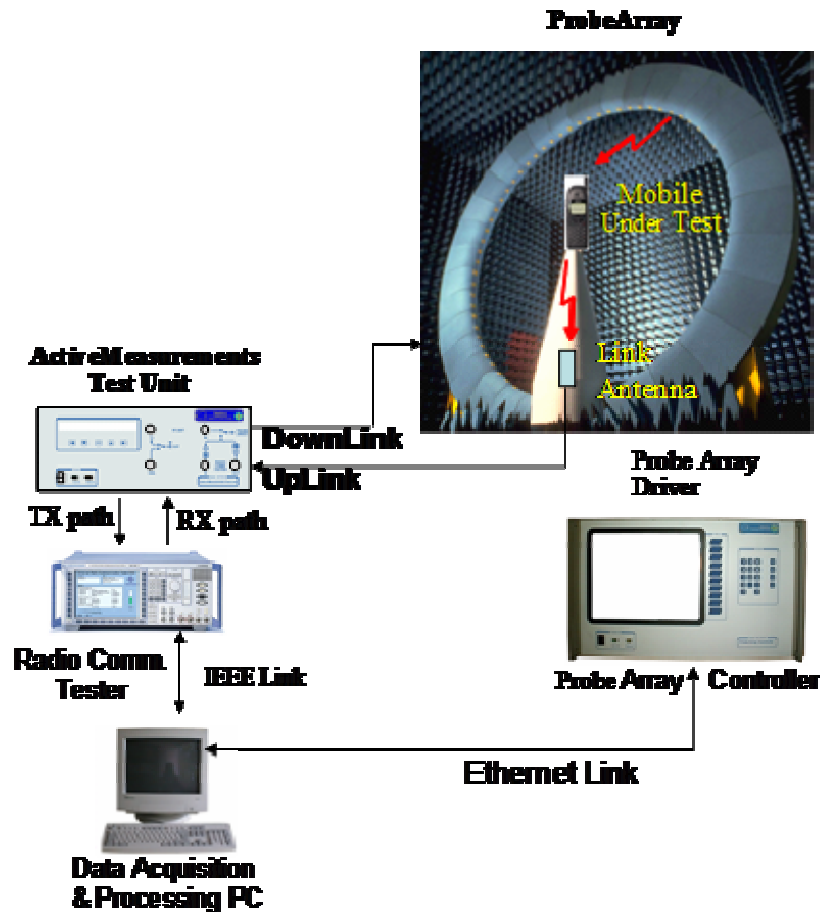 ProbeArray
Mobile
Under Test
Link
Antenna
ActiveMeasurements
Test Unit
DownLink
UpLink
Probe Array
Driver
TX path
RX path
Radio Comm.
Tester
IEEE Link
Probe Array Controller
Ethernet Link
Data Acquisition
& Processing PC